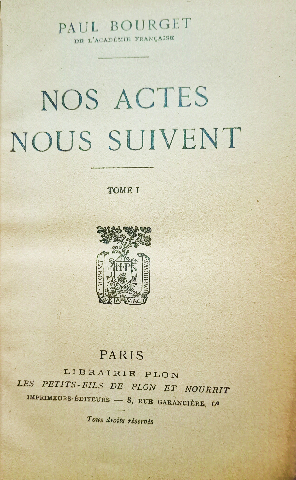 PAUL BOURGET
DE L'ACADÉMIE FRANÇAISE
NOS ACTES
NOUS SUIVENT
TOME I
PARIS
LIBRAIRIE PLON
LES PETITS-FILS DE PLON ET NOURRIT
IMPRIMEURS-ÉDITEURS — 8, RUE GARANCIÈRE, 6e
Tous droits réservés